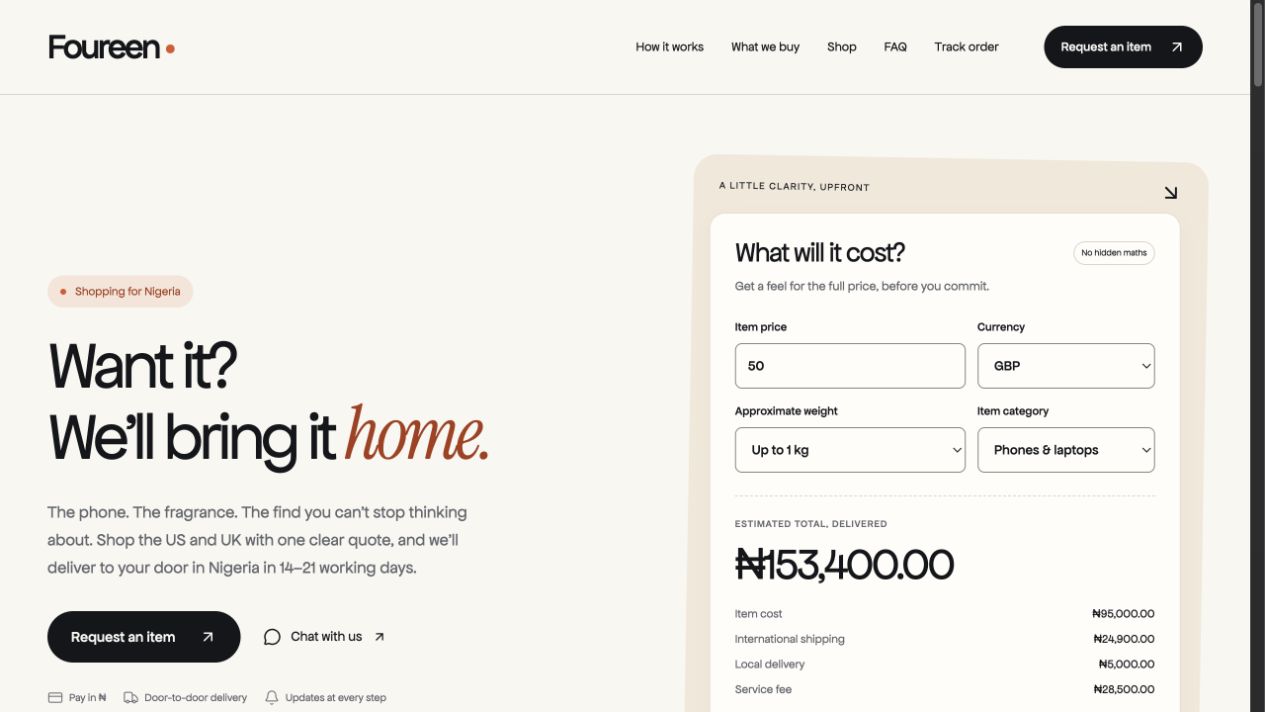 Foureen
How it works
What we buy
Shop
FAQ
Track order
Request an item
Shopping for Nigeria
Want it?
We’ll bring it home.
The phone. The fragrance. The find you can’t stop thinking
about. Shop the US and UK with one clear quote, and we’ll
deliver to your door in Nigeria in 14–21 working days.
Request an item
Chat with us
Pay in ₦
Door-to-door delivery
Updates at every step
A LITTLE CLARITY, UPFRONT
What will it cost?
No hidden maths
Get a feel for the full price, before you commit.
Item price
Currency
50
GBP
Approximate weight
Item category
Up to 1 kg
Phones & laptops
ESTIMATED TOTAL, DELIVERED
₦153,400.00
Item cost ₦95,000.00
International shipping ₦24,900.00
Local delivery ₦5,000.00
Service fee ₦28,500.00